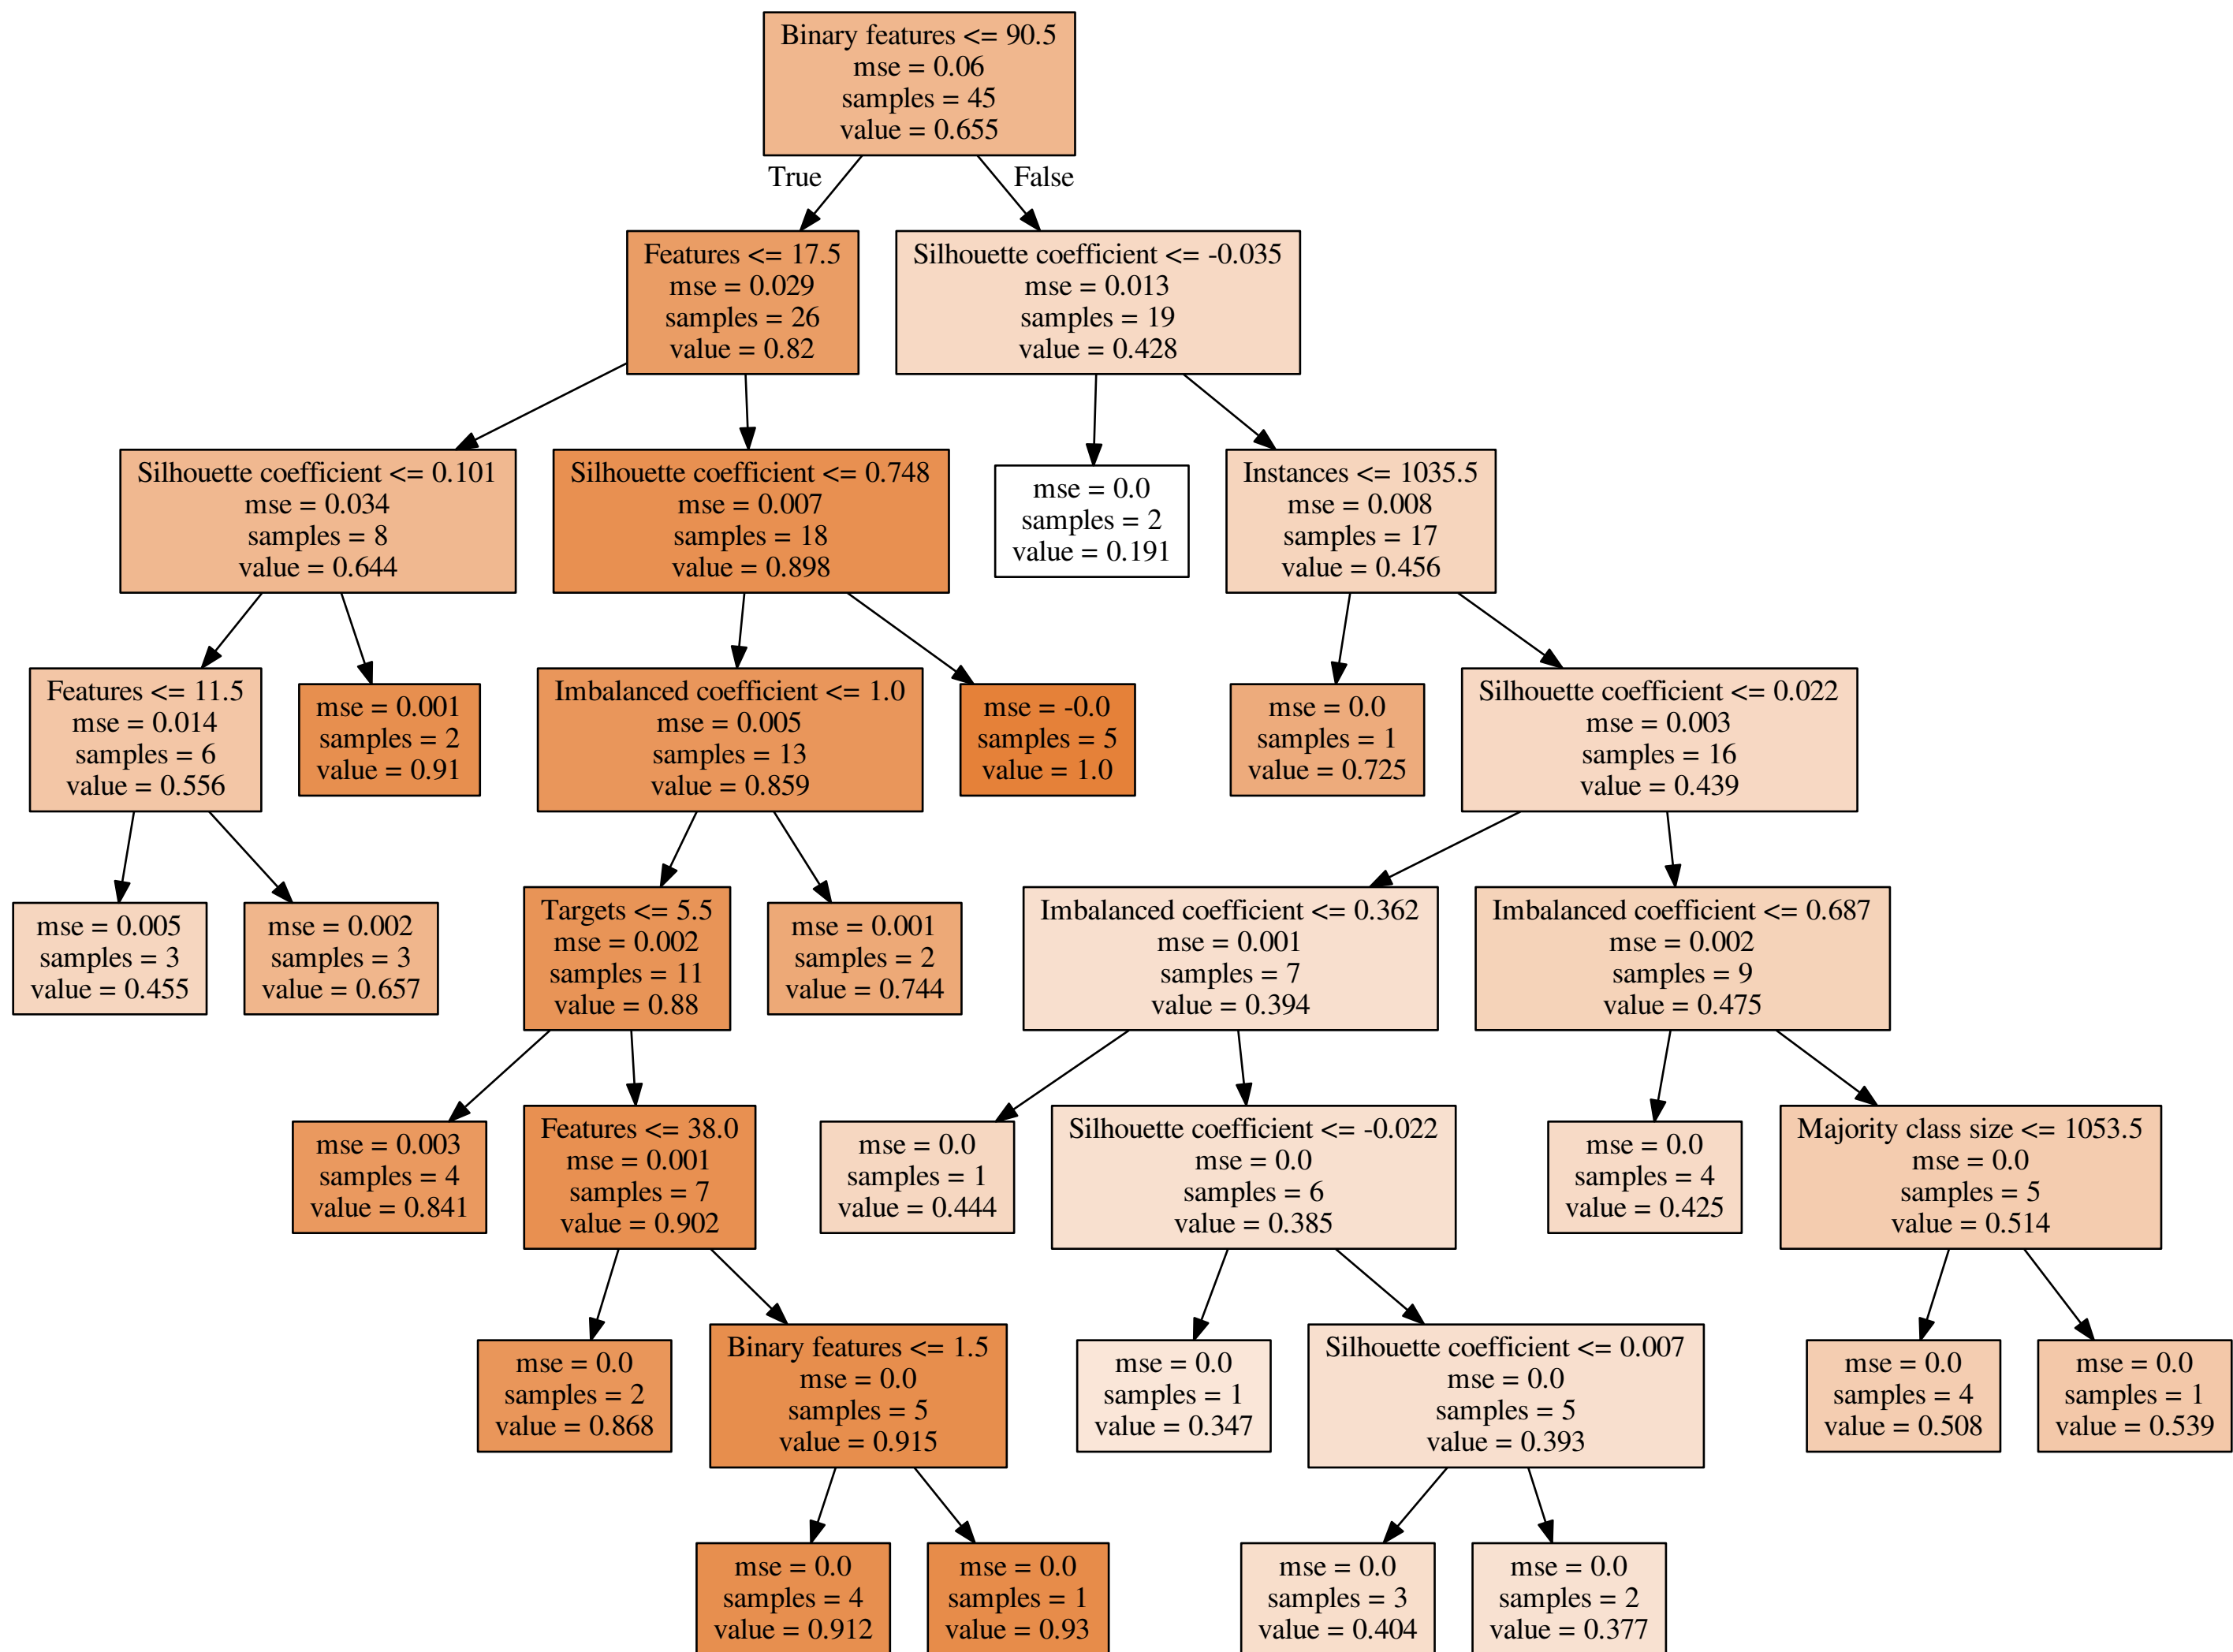 Binary features <= 90.5
mse = 0.06
samples = 45
value = 0.655
True
False
Features <= 17.5
mse = 0.029
samples = 26
value = 0.82
Silhouette coefficient <= -0.035
mse = 0.013
samples = 19
value = 0.428
Silhouette coefficient <= 0.101
mse = 0.034
samples = 8
value = 0.644
Silhouette coefficient <= 0.748
mse = 0.007
samples = 18
value = 0.898
mse = 0.0
samples = 2
value = 0.191
Instances <= 1035.5
mse = 0.008
samples = 17
value = 0.456
Features <= 11.5
mse = 0.014
samples = 6
value = 0.556
mse = 0.001
samples = 2
value = 0.91
Imbalanced coefficient <= 1.0
mse = 0.005
samples = 13
value = 0.859
mse = -0.0
samples = 5
value = 1.0
mse = 0.0
samples = 1
value = 0.725
Silhouette coefficient <= 0.022
mse = 0.003
samples = 16
value = 0.439
mse = 0.005
samples = 3
value = 0.455
mse = 0.002
samples = 3
value = 0.657
Targets <= 5.5
mse = 0.002
samples = 11
value = 0.88
mse = 0.001
samples = 2
value = 0.744
Imbalanced coefficient <= 0.362
mse = 0.001
samples = 7
value = 0.394
Imbalanced coefficient <= 0.687
mse = 0.002
samples = 9
value = 0.475
mse = 0.003
samples = 4
value = 0.841
Features <= 38.0
mse = 0.001
samples = 7
value = 0.902
mse = 0.0
samples = 1
value = 0.444
Silhouette coefficient <= -0.022
mse = 0.0
samples = 6
value = 0.385
mse = 0.0
samples = 4
value = 0.425
Majority class size <= 1053.5
mse = 0.0
samples = 5
value = 0.514
mse = 0.0
samples = 2
value = 0.868
Binary features <= 1.5
mse = 0.0
samples = 5
value = 0.915
mse = 0.0
samples = 1
value = 0.347
Silhouette coefficient <= 0.007
mse = 0.0
samples = 5
value = 0.393
mse = 0.0
samples = 4
value = 0.508
mse = 0.0
samples = 1
value = 0.539
mse = 0.0
samples = 4
value = 0.912
mse = 0.0
samples = 1
value = 0.93
mse = 0.0
samples = 3
value = 0.404
mse = 0.0
samples = 2
value = 0.377